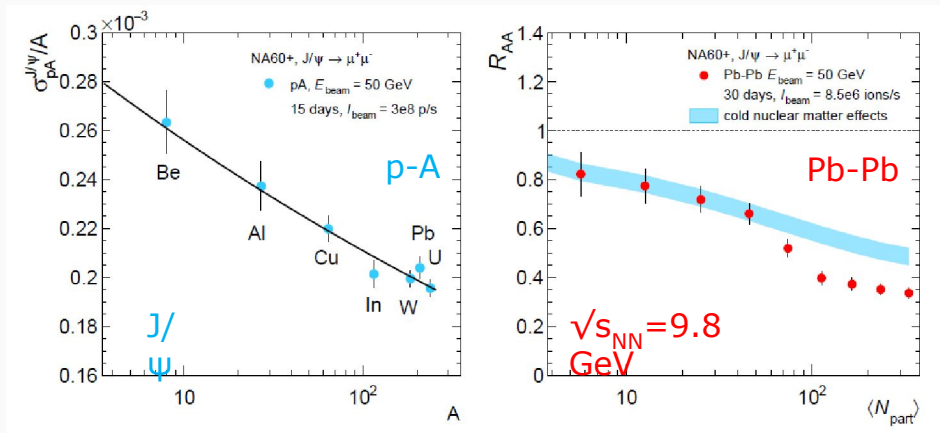 ×10⁻³
σ_pA^J/ψ/A
0.3
0.28
0.26
0.24
0.22
0.2
0.18
0.16
NA60+, J/ψ → μ⁺μ⁻
pA, E_beam = 50 GeV
15 days, I_beam = 3e8 p/s
p-A
Be
Al
Cu
In
W
Pb
U
J/
Ψ
10
10²
A
R_AA
1.4
1.2
1
0.8
0.6
0.4
0.2
0
NA60+, J/ψ → μ⁺μ⁻
Pb-Pb E_beam = 50 GeV
30 days, I_beam = 8.5e6 ions/s
cold nuclear matter effects
Pb-Pb
√s_NN=9.8
GeV
10
10²
⟨N_part⟩